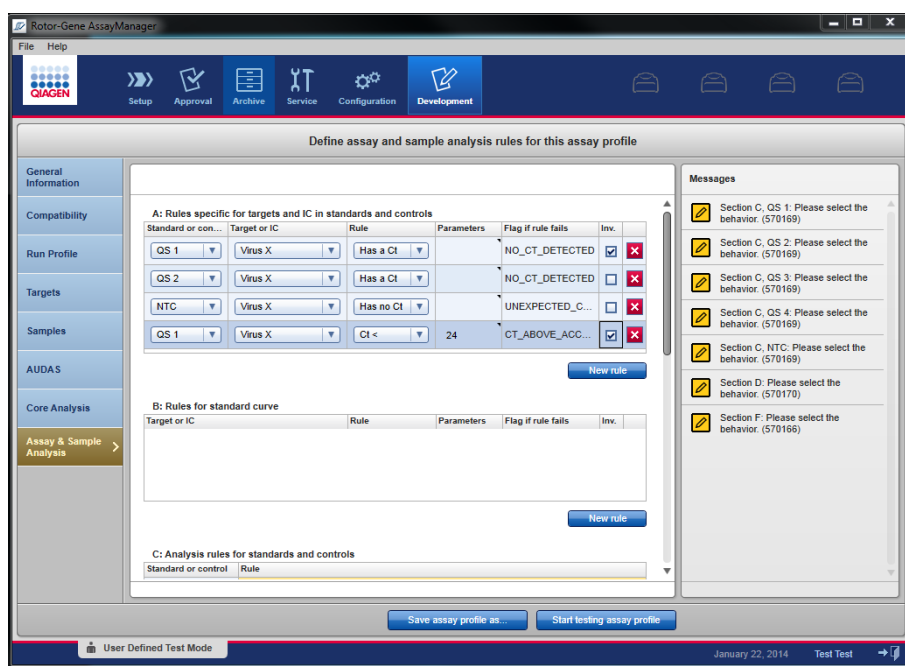 Rotor-Gene AssayManager
File Help
QIAGEN
Setup Approval Archive Service Configuration Development
Define assay and sample analysis rules for this assay profile
General
Information
Compatibility
Run Profile
Targets
Samples
AUDAS
Core Analysis
Assay & Sample
Analysis
A: Rules specific for targets and IC in standards and controls
Standard or con... Target or IC Rule Parameters Flag if rule fails Inv.
QS 1 Virus X Has a Ct NO_CT_DETECTED
QS 2 Virus X Has a Ct NO_CT_DETECTED
NTC Virus X Has no Ct UNEXPECTED_C...
QS 1 Virus X Ct < 24 CT_ABOVE_ACC...
New rule
B: Rules for standard curve
Target or IC Rule Parameters Flag if rule fails Inv.
New rule
C: Analysis rules for standards and controls
Standard or control Rule
Messages
Section C, QS 1: Please select the
behavior. (570169)
Section C, QS 2: Please select the
behavior. (570169)
Section C, QS 3: Please select the
behavior. (570169)
Section C, QS 4: Please select the
behavior. (570169)
Section C, NTC: Please select the
behavior. (570169)
Section D: Please select the
behavior. (570170)
Section F: Please select the
behavior. (570166)
Save assay profile as... Start testing assay profile
User Defined Test Mode
January 22, 2014 Test Test